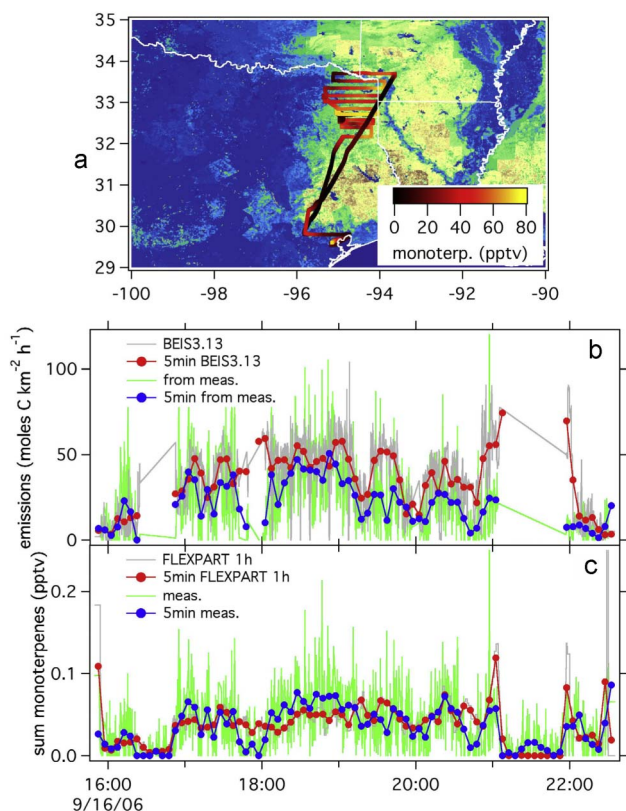 a
35
34
33
32
31
30
29
-100
-98
-96
-94
-92
-90
0 20 40 60 80
monoterp. (pptv)
b
BEIS3.13
5min BEIS3.13
from meas.
5min from meas.
emissions (moles C km-2 h-1)
100
50
0
c
FLEXPART 1h
5min FLEXPART 1h
meas.
5min meas.
sum monoterpenes (pptv)
0.2
0.1
0.0
16:00 18:00 20:00 22:00
9/16/06